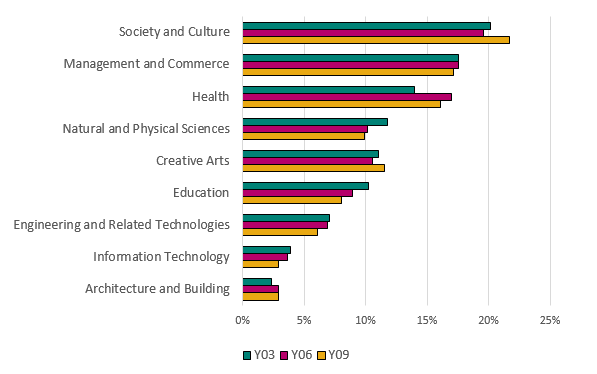 Society and Culture
Management and Commerce
Health
Natural and Physical Sciences
Creative Arts
Education
Engineering and Related Technologies
Information Technology
Architecture and Building
0% 5% 10% 15% 20% 25%
Y03 Y06 Y09